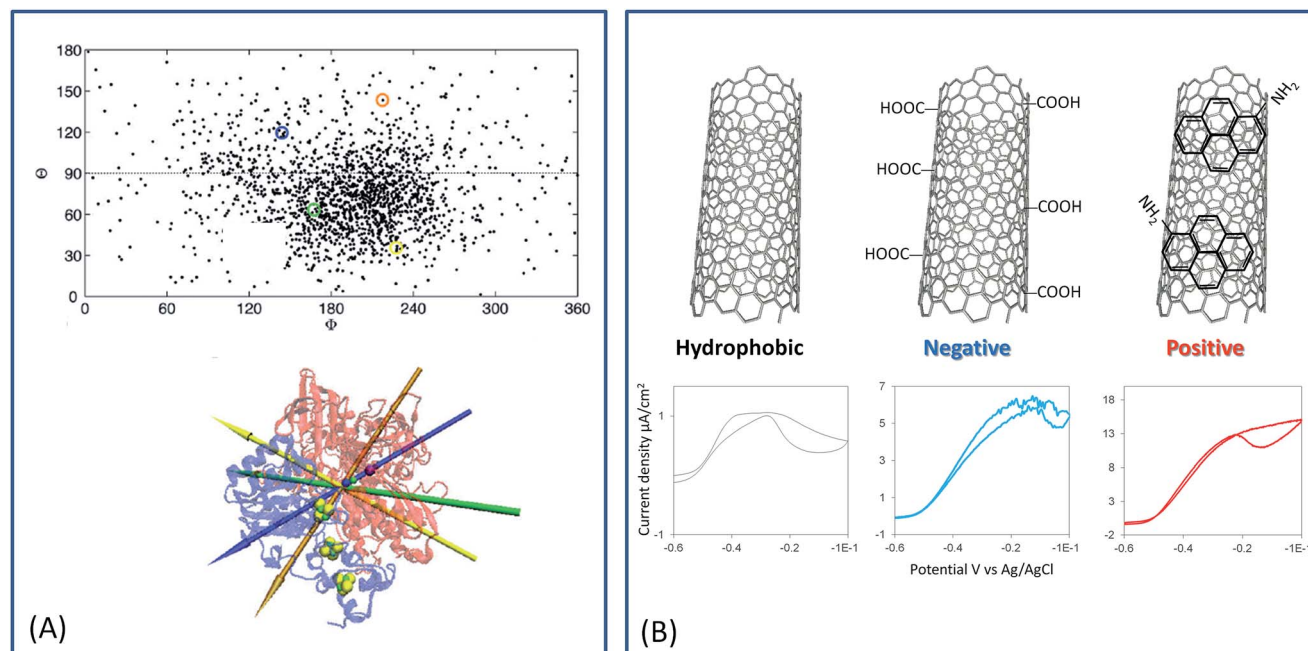 180
150
120
90
60
30
0
Θ
0 60 120 180 240 300 360
Φ
(A)
HOOC
HOOC
HOOC
COOH
COOH
COOH
NH2
NH2
Hydrophobic
Negative
Positive
Current density µA/cm²
1
-1
-0.6 -0.4 -0.2 -1E-1
7
5
3
1
-1
-0.6 -0.4 -0.2 -1E-1
18
13
8
3
-2
-0.6 -0.4 -0.2 -1E-1
Potential V vs Ag/AgCl
(B)